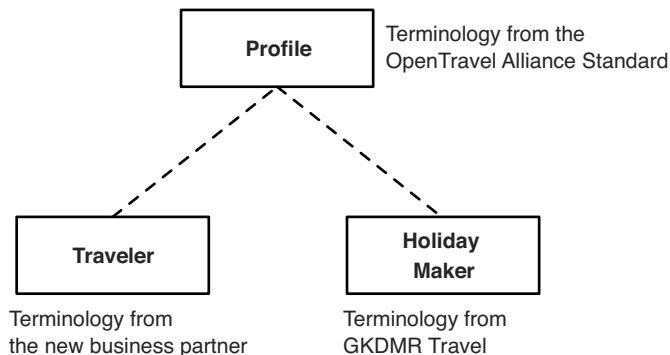 Profile
Terminology from the
OpenTravel Alliance Standard
Traveler
Holiday
Maker
Terminology from
the new business partner
Terminology from
GKDMR Travel